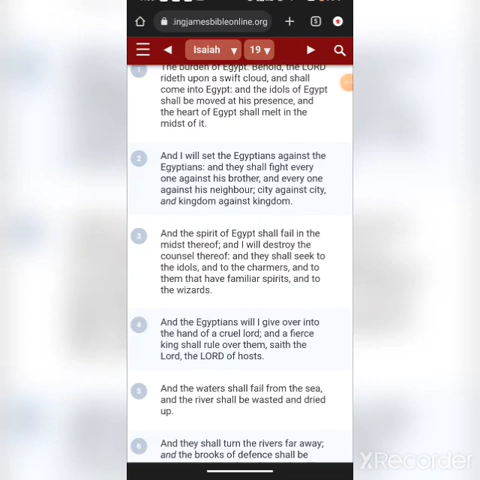 .ingjamesbibleonline.org
5
Isaiah
19
1
The burden of Egypt. Behold, the LORD
rideth upon a swift cloud, and shall
come into Egypt: and the idols of Egypt
shall be moved at his presence, and
the heart of Egypt shall melt in the
midst of it.
2
And I will set the Egyptians against the
Egyptians: and they shall fight every
one against his brother, and every one
against his neighbour; city against city,
and kingdom against kingdom.
3
And the spirit of Egypt shall fail in the
midst thereof; and I will destroy the
counsel thereof: and they shall seek to
the idols, and to the charmers, and to
them that have familiar spirits, and to
the wizards.
4
And the Egyptians will I give over into
the hand of a cruel lord; and a fierce
king shall rule over them, saith the
Lord, the LORD of hosts.
5
And the waters shall fail from the sea,
and the river shall be wasted and dried
up.
6
And they shall turn the rivers far away;
and the brooks of defence shall be
XRecorder